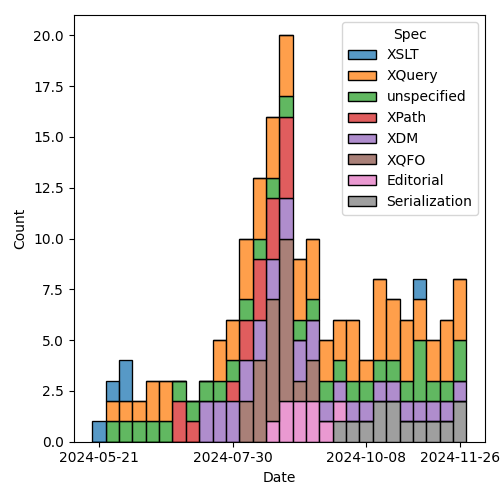 Spec
XSLT
XQuery
unspecified
XPath
XDM
XQFO
Editorial
Serialization
Count
20.0
17.5
15.0
12.5
10.0
7.5
5.0
2.5
0.0
2024-05-21 2024-07-30 2024-10-08 2024-11-26
Date